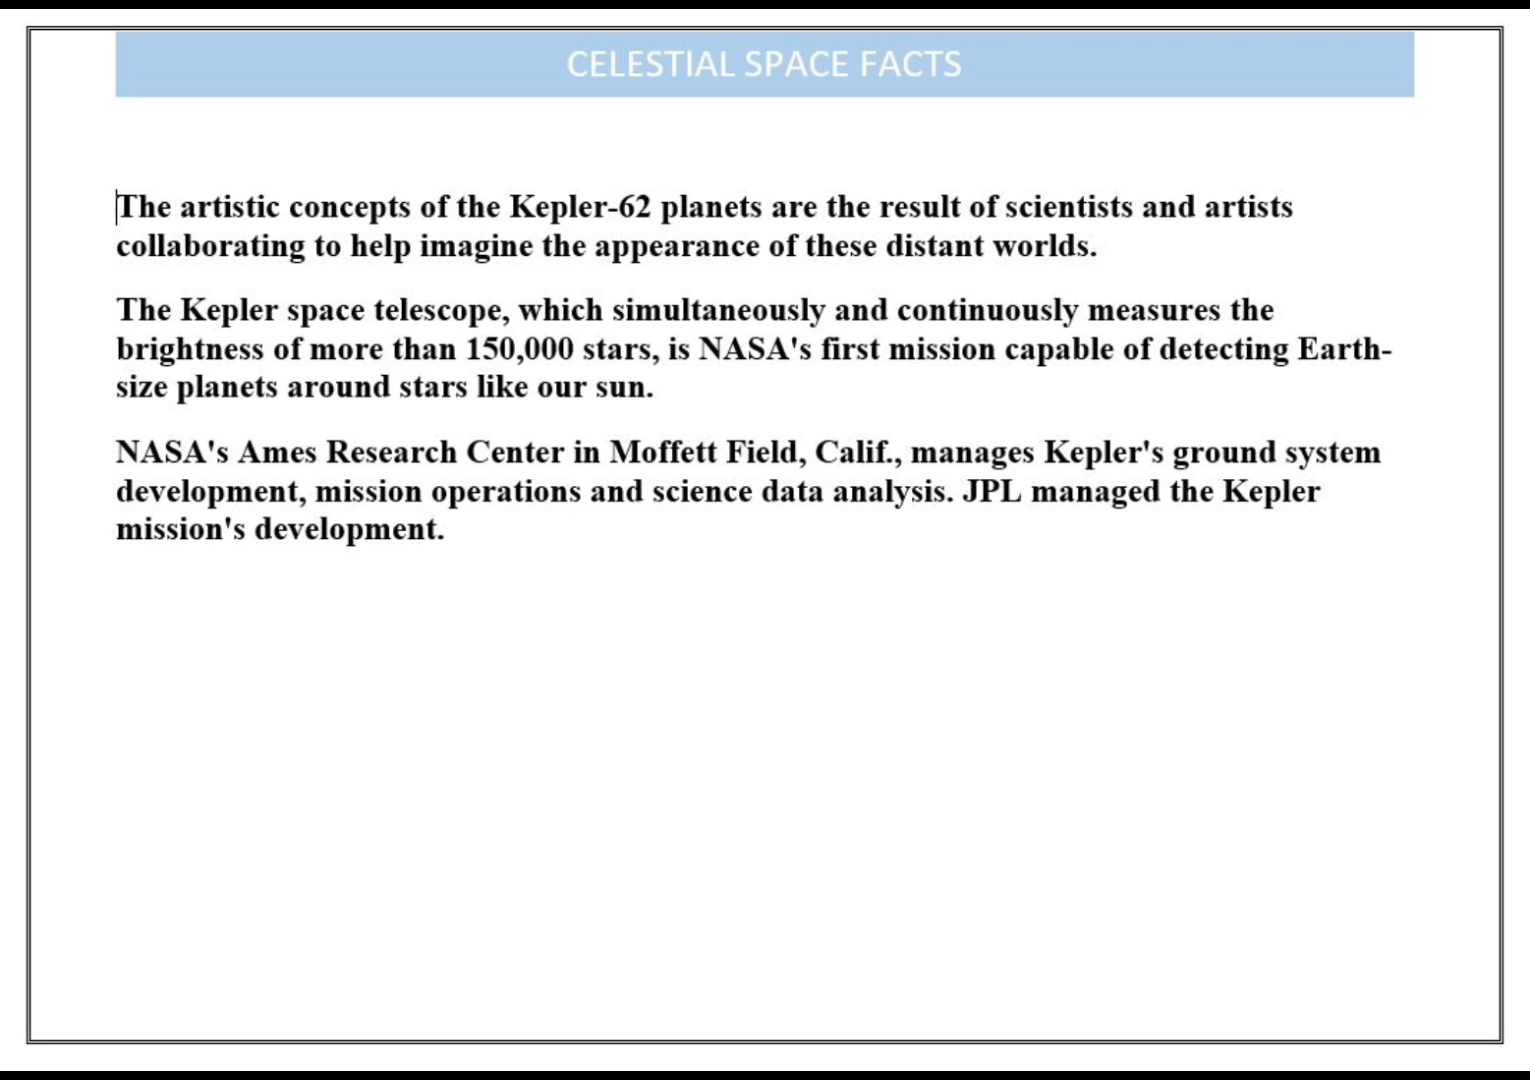 CELESTIAL SPACE FACTS
The artistic concepts of the Kepler-62 planets are the result of scientists and artists
collaborating to help imagine the appearance of these distant worlds.
The Kepler space telescope, which simultaneously and continuously measures the
brightness of more than 150,000 stars, is NASA's first mission capable of detecting Earth-
size planets around stars like our sun.
NASA's Ames Research Center in Moffett Field, Calif., manages Kepler's ground system
development, mission operations and science data analysis. JPL managed the Kepler
mission's development.